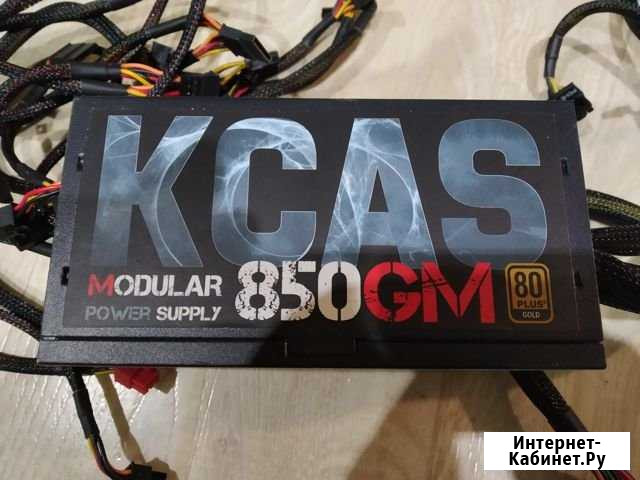 KCAS
MODULAR 850GM
POWER SUPPLY
80
PLUS
GOLD
Интернет-
Кабинет.Ру